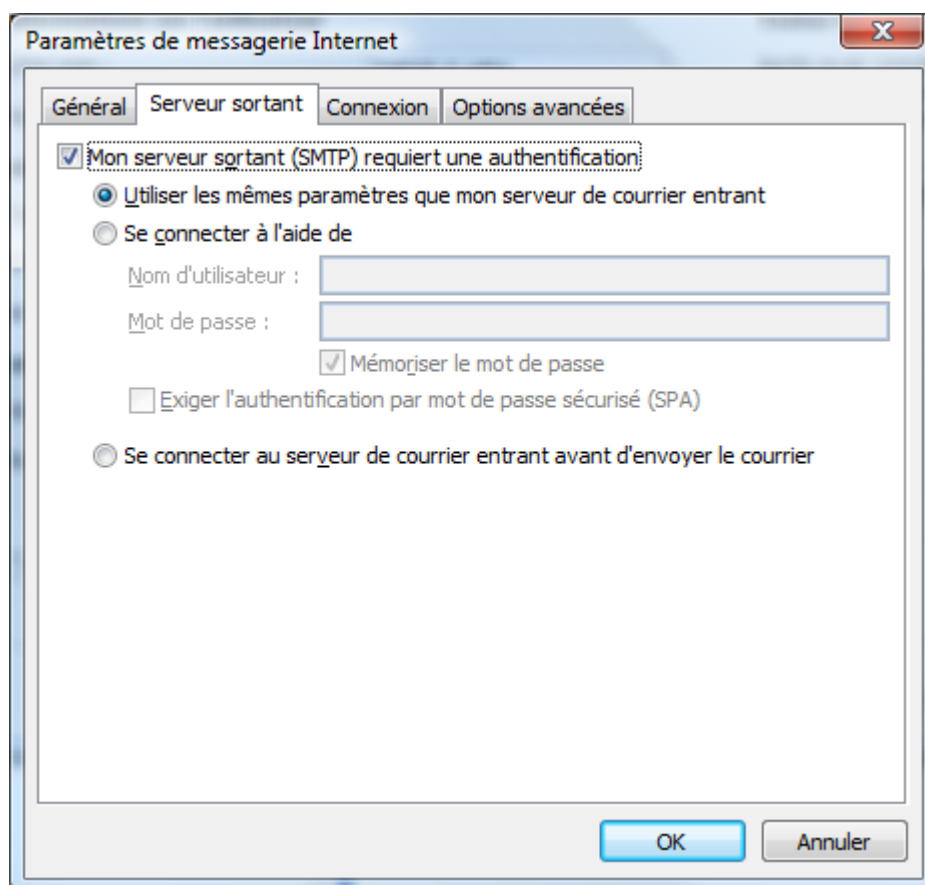 Paramètres de messagerie Internet
Général Serveur sortant Connexion Options avancées
Mon serveur sortant (SMTP) requiert une authentification
Utiliser les mêmes paramètres que mon serveur de courrier entrant
Se connecter à l'aide de
Nom d'utilisateur :
Mot de passe :
Mémoriser le mot de passe
Exiger l'authentification par mot de passe sécurisé (SPA)
Se connecter au serveur de courrier entrant avant d'envoyer le courrier
OK Annuler